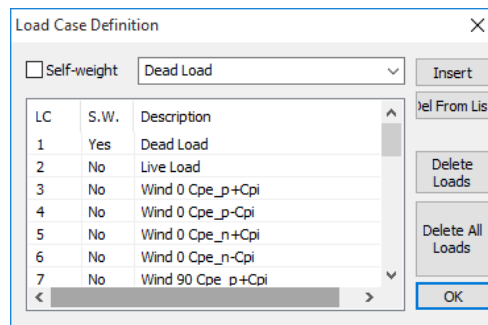 Load Case Definition
Self-weight Dead Load
Insert
Del From Lis
LC S.W. Description
1 Yes Dead Load
2 No Live Load
3 No Wind 0 Cpe_p+Cpi
4 No Wind 0 Cpe_p-Cpi
5 No Wind 0 Cpe_n+Cpi
6 No Wind 0 Cpe_n-Cpi
7 No Wind 90 Cpe_p+Cpi
Delete
Loads
Delete All
Loads
OK